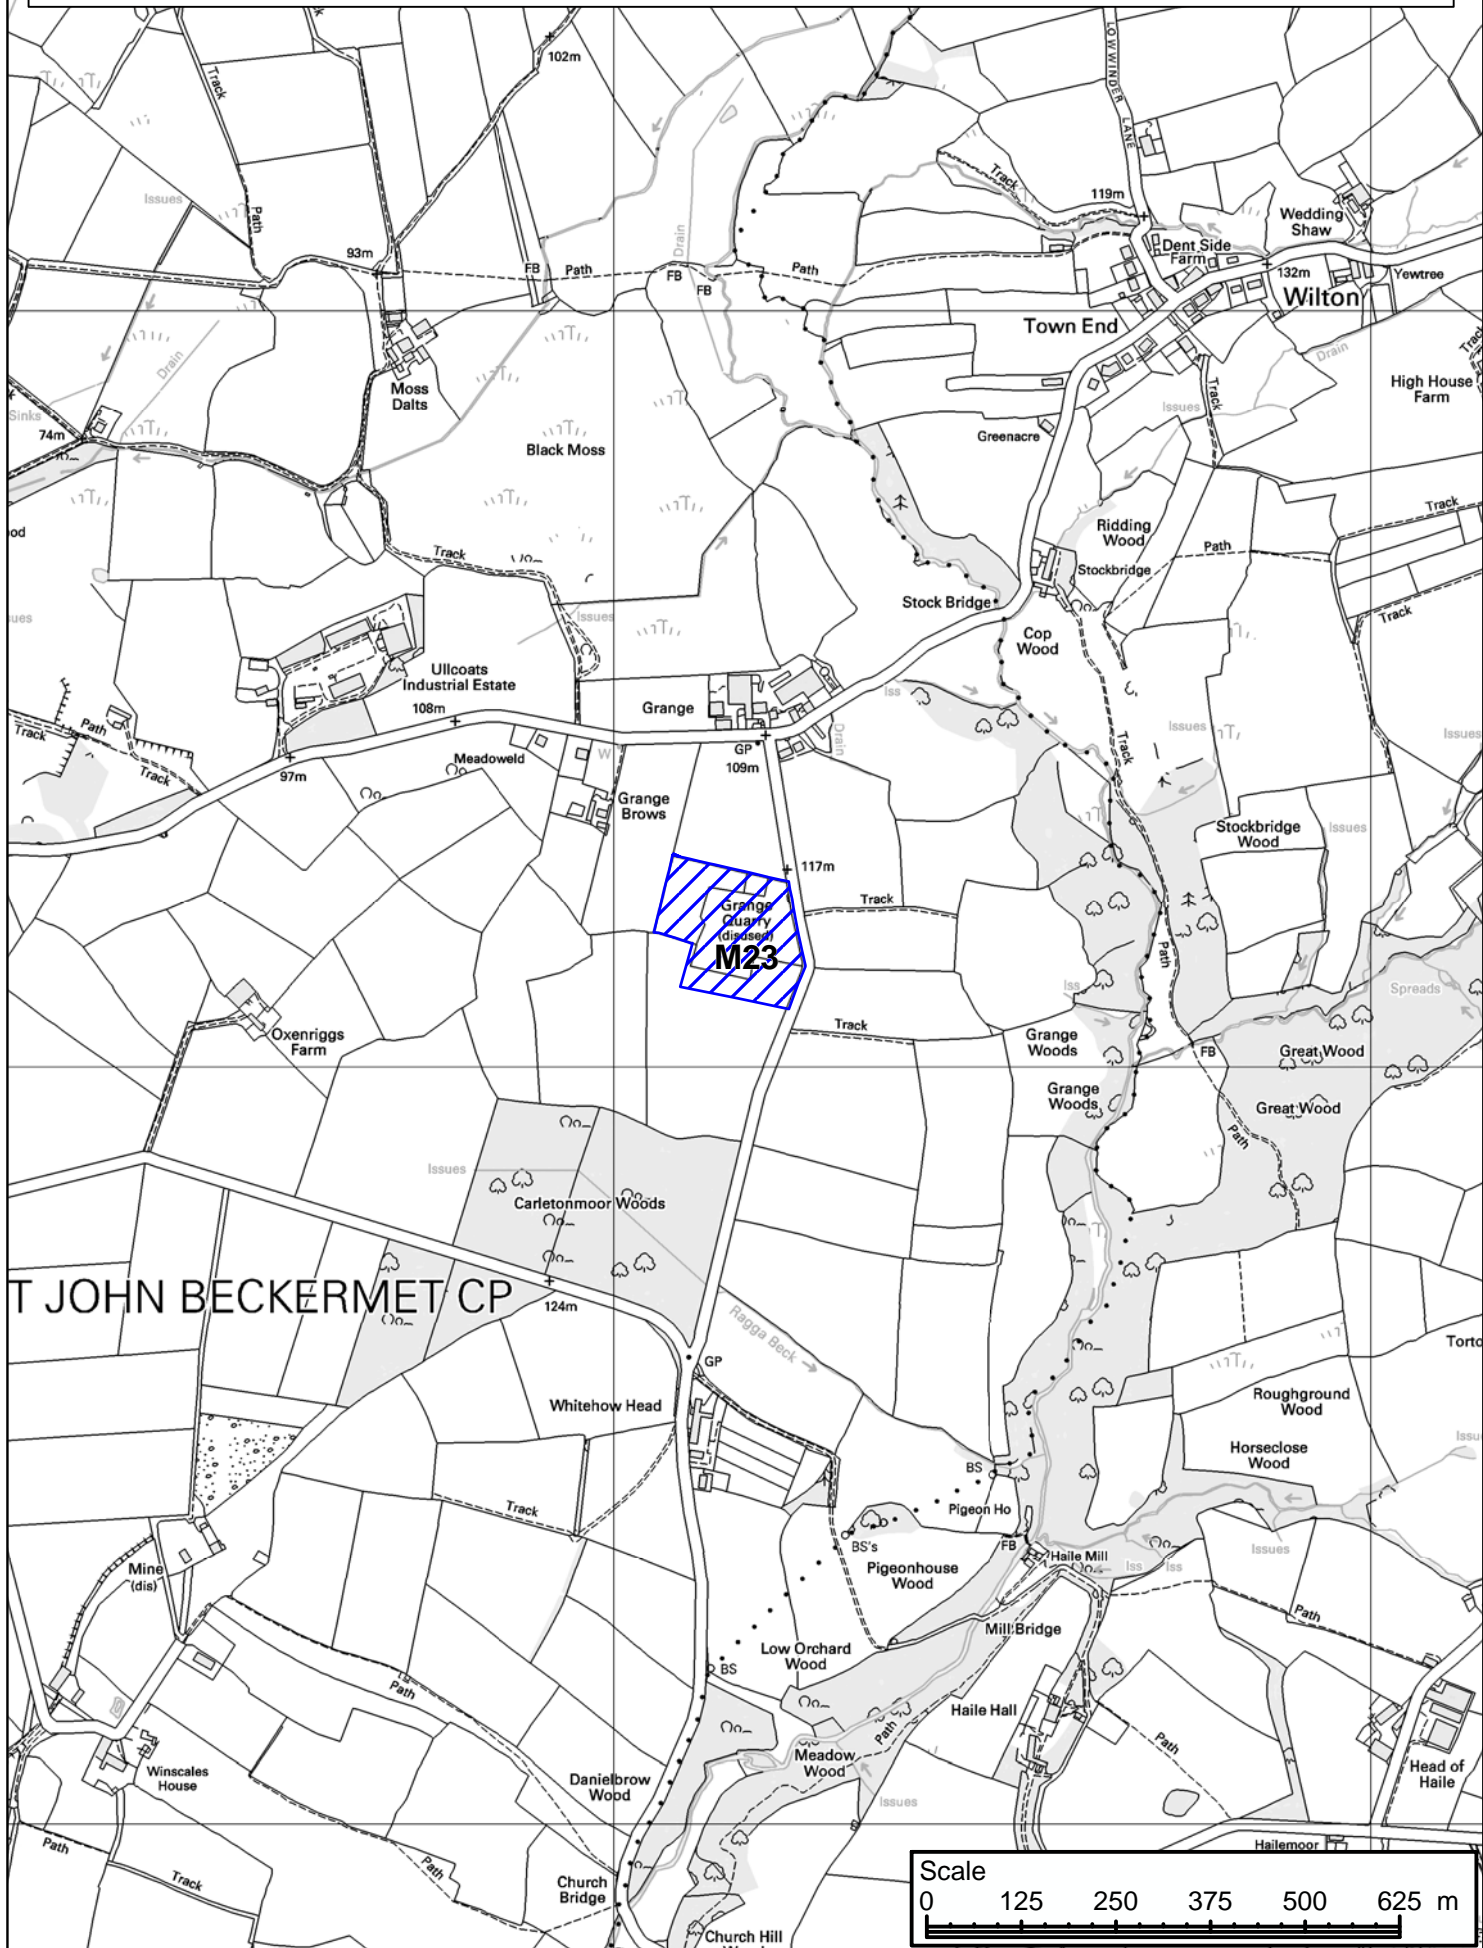 102m
Track
LOWWINDER LANE
Issues
Path
Track
119m
Wedding
Shaw
Drain
Dent Side
Farm
93m
FB
Path
FB
FB
Path
132m
Yewtree
Wilton
Town End
Drain
Track
Drain
Moss
Dalts
High House
Farm
Sinks
Track
Issues
74m
Greenacre
Black Moss
Track
Ridding
Wood
Path
Track
Stockbridge
Stock Bridge
Issues
Track
Cop
Wood
Ullcoats
Industrial Estate
Iss
Grange
108m
Path
Track
Issues
Issues
Drain
Track
GP
W
Meadoweld
109m
Track
97m
Grange
Brows
Stockbridge
Wood
Issues
117m
Track
Grange
Quarry
(disused)
M23
Path
Iss
Spreads
Oxenriggs
Farm
Track
Grange
Woods
FB
Great Wood
Grange
Woods
Great Wood
Path
Issues
Carletonmoor Woods
T JOHN BECKERMET CP
124m
Ragga Beck
GP
Whitehow Head
Roughground
Wood
Horseclose
Wood
BS
Track
Pigeon Ho
BS's
FB
Haile Mill
Iss
Iss
Issues
Mine
(dis)
Pigeonhouse
Wood
Path
Mill Bridge
Low Orchard
Wood
BS
Path
Haile Hall
Path
Path
Meadow
Wood
Winscales
House
Danielbrow
Wood
Head of
Haile
Issues
Path
Hailemoor
Path
Track
Church
Bridge
Church Hill
Scale
0 125 250 375 500 625 m